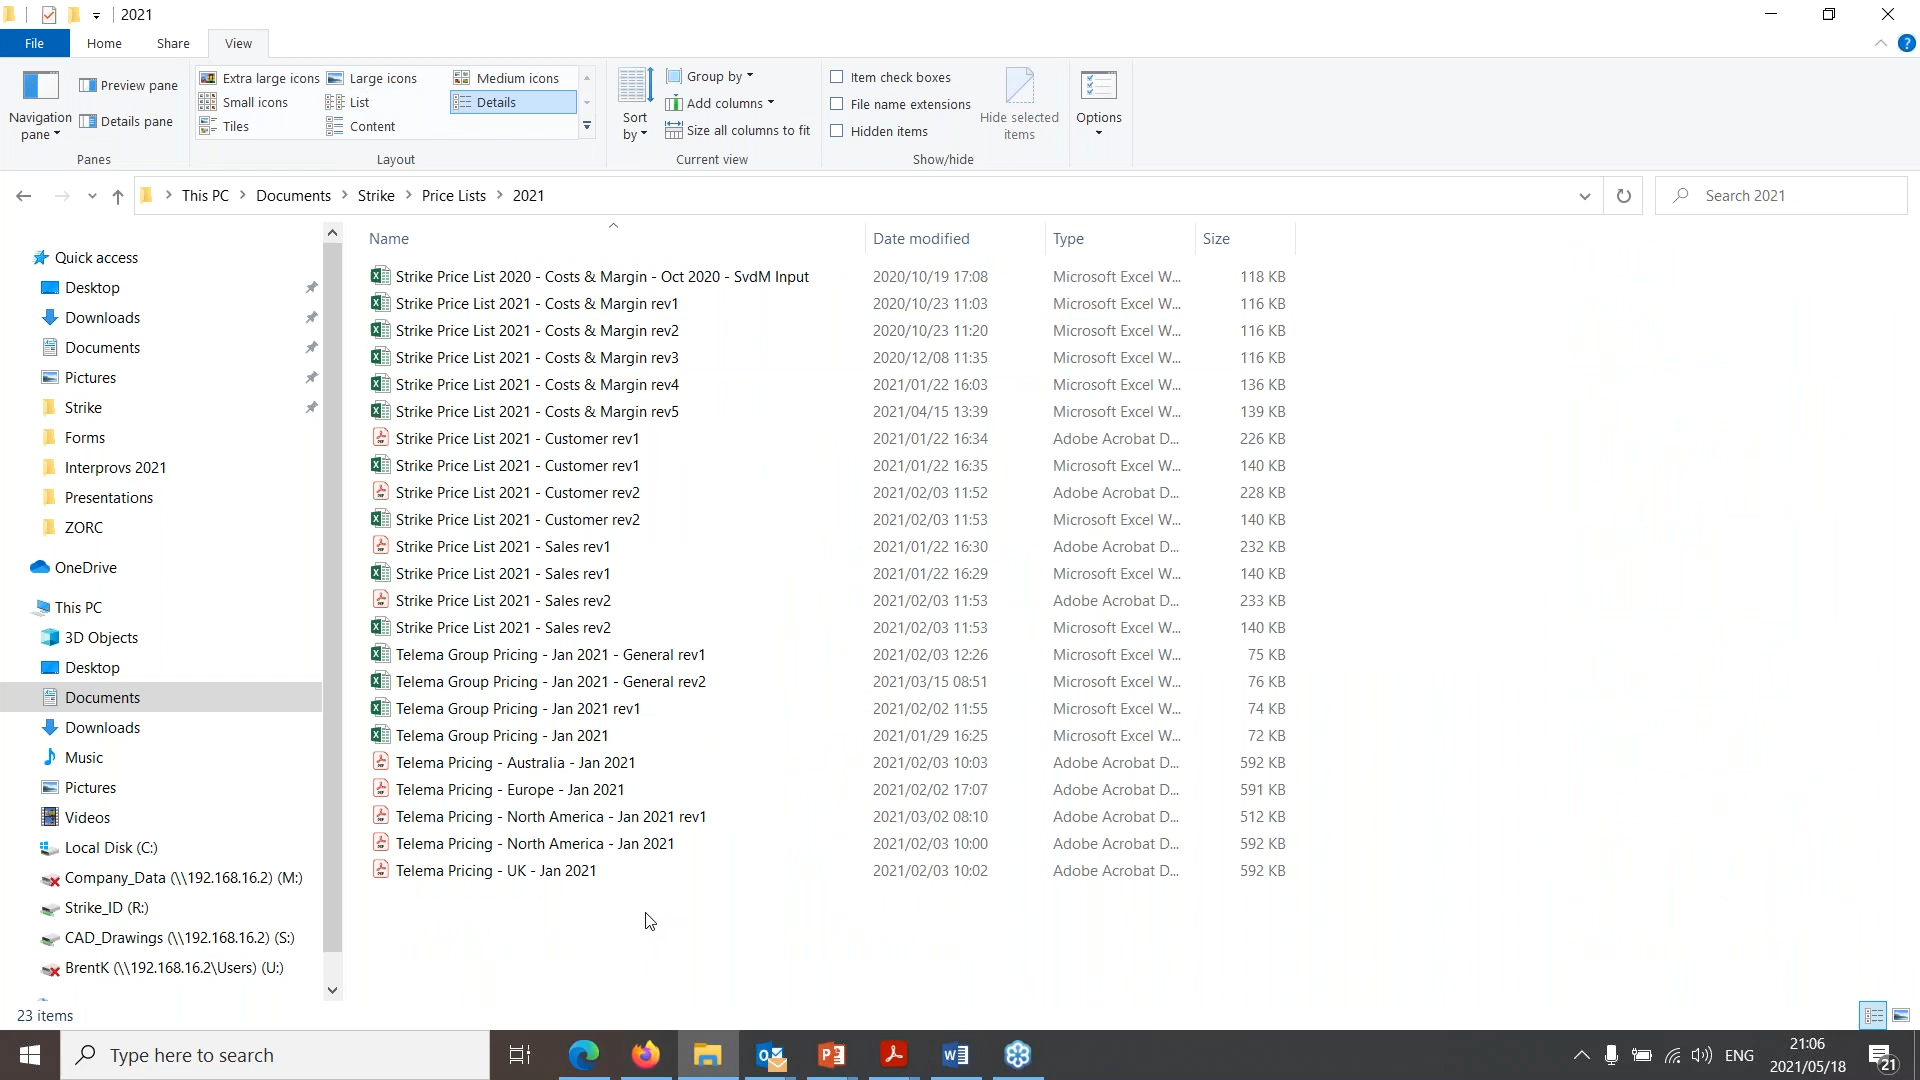 2021
File Home Share View
Navigation pane
Preview pane
Details pane
Panes
Extra large icons Large icons Medium icons
Small icons List Details
Tiles Content
Layout
Sort by
Group by
Add columns
Size all columns to fit
Current view
Item check boxes
File name extensions
Hidden items
Hide selected items
Show/hide
Options
This PC > Documents > Strike > Price Lists > 2021
Search 2021
Quick access
Desktop
Downloads
Documents
Pictures
Strike
Forms
Interprovs 2021
Presentations
ZORC
OneDrive
This PC
3D Objects
Desktop
Documents
Downloads
Music
Pictures
Videos
Local Disk (C:)
Company_Data (\\192.168.16.2) (M:)
Strike_ID (R:)
CAD_Drawings (\\192.168.16.2) (S:)
BrentK (\\192.168.16.2\Users) (U:)
Name Date modified Type Size
Strike Price List 2020 - Costs & Margin - Oct 2020 - SvdM Input 2020/10/19 17:08 Microsoft Excel W... 118 KB
Strike Price List 2021 - Costs & Margin rev1 2020/10/23 11:03 Microsoft Excel W... 116 KB
Strike Price List 2021 - Costs & Margin rev2 2020/10/23 11:20 Microsoft Excel W... 116 KB
Strike Price List 2021 - Costs & Margin rev3 2020/12/08 11:35 Microsoft Excel W... 116 KB
Strike Price List 2021 - Costs & Margin rev4 2021/01/22 16:03 Microsoft Excel W... 136 KB
Strike Price List 2021 - Costs & Margin rev5 2021/04/15 13:39 Microsoft Excel W... 139 KB
Strike Price List 2021 - Customer rev1 2021/01/22 16:34 Adobe Acrobat D... 226 KB
Strike Price List 2021 - Customer rev1 2021/01/22 16:35 Microsoft Excel W... 140 KB
Strike Price List 2021 - Customer rev2 2021/02/03 11:52 Adobe Acrobat D... 228 KB
Strike Price List 2021 - Customer rev2 2021/02/03 11:53 Microsoft Excel W... 140 KB
Strike Price List 2021 - Sales rev1 2021/01/22 16:30 Adobe Acrobat D... 232 KB
Strike Price List 2021 - Sales rev1 2021/01/22 16:29 Microsoft Excel W... 140 KB
Strike Price List 2021 - Sales rev2 2021/02/03 11:53 Adobe Acrobat D... 233 KB
Strike Price List 2021 - Sales rev2 2021/02/03 11:53 Microsoft Excel W... 140 KB
Telema Group Pricing - Jan 2021 - General rev1 2021/02/03 12:26 Microsoft Excel W... 75 KB
Telema Group Pricing - Jan 2021 - General rev2 2021/03/15 08:51 Microsoft Excel W... 76 KB
Telema Group Pricing - Jan 2021 rev1 2021/02/02 11:55 Microsoft Excel W... 74 KB
Telema Group Pricing - Jan 2021 2021/01/29 16:25 Microsoft Excel W... 72 KB
Telema Pricing - Australia - Jan 2021 2021/02/03 10:03 Adobe Acrobat D... 592 KB
Telema Pricing - Europe - Jan 2021 2021/02/02 17:07 Adobe Acrobat D... 591 KB
Telema Pricing - North America - Jan 2021 rev1 2021/03/02 08:10 Adobe Acrobat D... 512 KB
Telema Pricing - North America - Jan 2021 2021/02/03 10:00 Adobe Acrobat D... 592 KB
Telema Pricing - UK - Jan 2021 2021/02/03 10:02 Adobe Acrobat D... 592 KB
23 items
Type here to search
ENG
21:06
2021/05/18
21